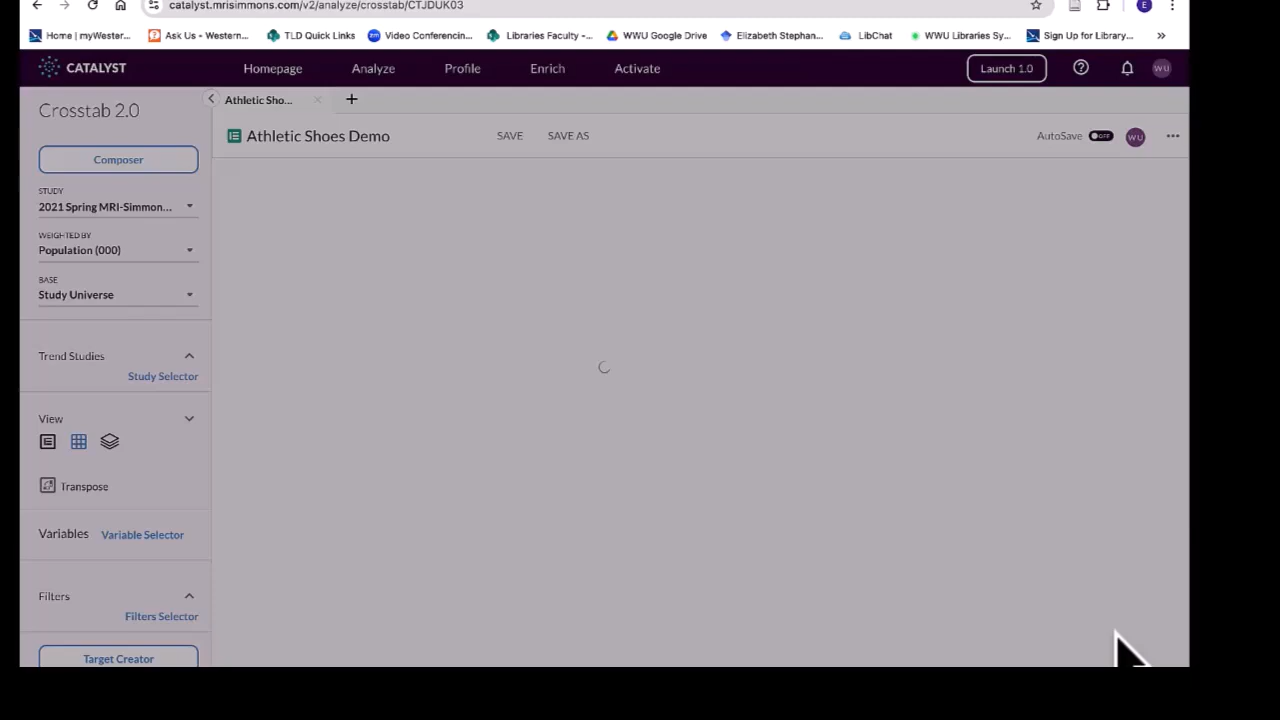 catalyst.mrisimmons.com/v2/analyze/crosstab/CTJDUK03
E
Home | myWester...
Ask Us - Western...
TLD Quick Links
Video Conferencin...
Libraries Faculty -...
WWU Google Drive
Elizabeth Stephan...
LibChat
WWU Libraries Sy...
Sign Up for Library...
CATALYST
Homepage
Analyze
Profile
Enrich
Activate
Launch 1.0
WU
Crosstab 2.0
Athletic Sho...
Athletic Shoes Demo
SAVE
SAVE AS
AutoSave
OFF
WU
Composer
STUDY
2021 Spring MRI-Simmon...
WEIGHTED BY
Population (000)
BASE
Study Universe
Trend Studies
Study Selector
View
Transpose
Variables
Variable Selector
Filters
Filters Selector
Target Creator